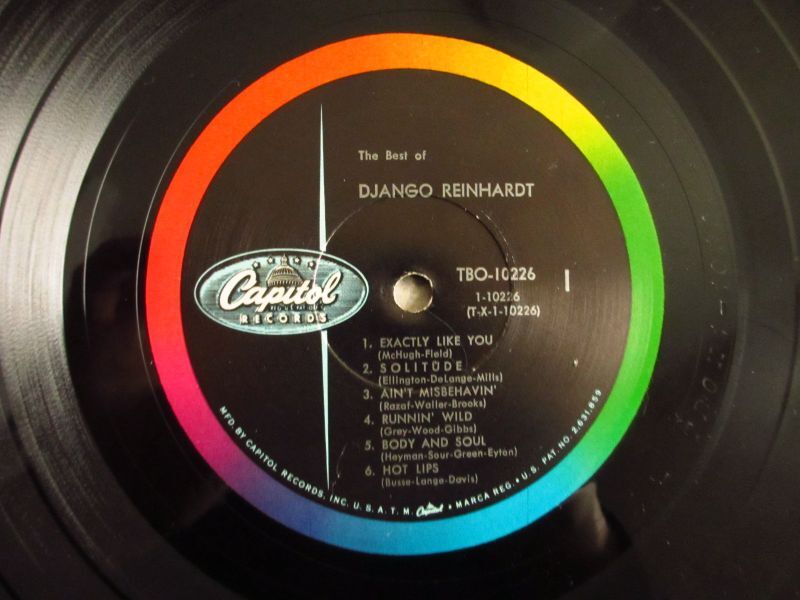 The Best of
DJANGO REINHARDT
Capitol
RECORDS
TBO-10226
1
1-10226
(T-X-1-10226)
1. EXACTLY LIKE YOU
(McHugh-Field)
2. SOLITUDE
(Ellington-DeLange-Mills)
3. AIN'T MISBEHAVIN'
(Razaf-Waller-Brooks)
4. RUNNIN' WILD
(Grey-Wood-Gibbs)
5. BODY AND SOUL
(Heyman-Sour-Green-Eyton)
6. HOT LIPS
(Busse-Lange-Davis)
MFD. BY CAPITOL RECORDS, INC. U. S. A. T. M. Capitol • MARCA REG. • U. S. PAT. NO. 2,631,859